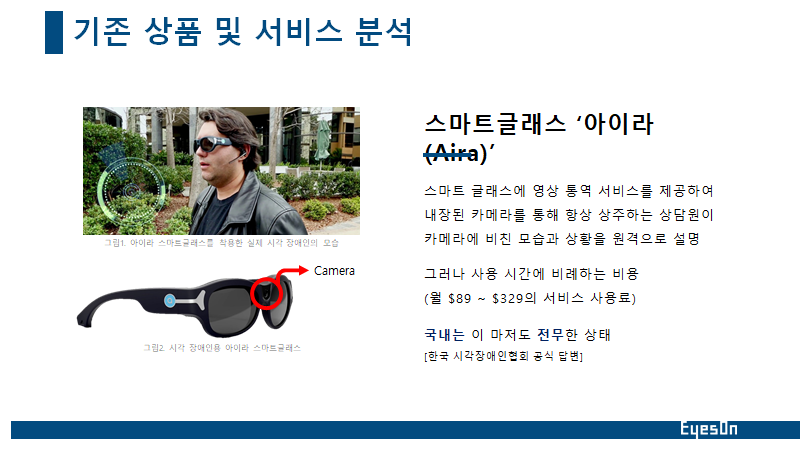 기존 상품 및 서비스 분석
스마트글래스 ‘아이라
(Aira)’
스마트 글래스에 영상 통역 서비스를 제공하여
내장된 카메라를 통해 항상 상주하는 상담원이
카메라에 비친 모습과 상황을 원격으로 설명
그림1. 아이라 스마트글래스를 착용한 실제 시각 장애인의 모습
Camera
그러나 사용 시간에 비례하는 비용
(월 $89 ~ $329의 서비스 사용료)
국내는 이 마저도 전무한 상태
[한국 시각장애인협회 공식 답변]
그림2. 시각 장애인용 아이라 스마트글래스
EyesOn